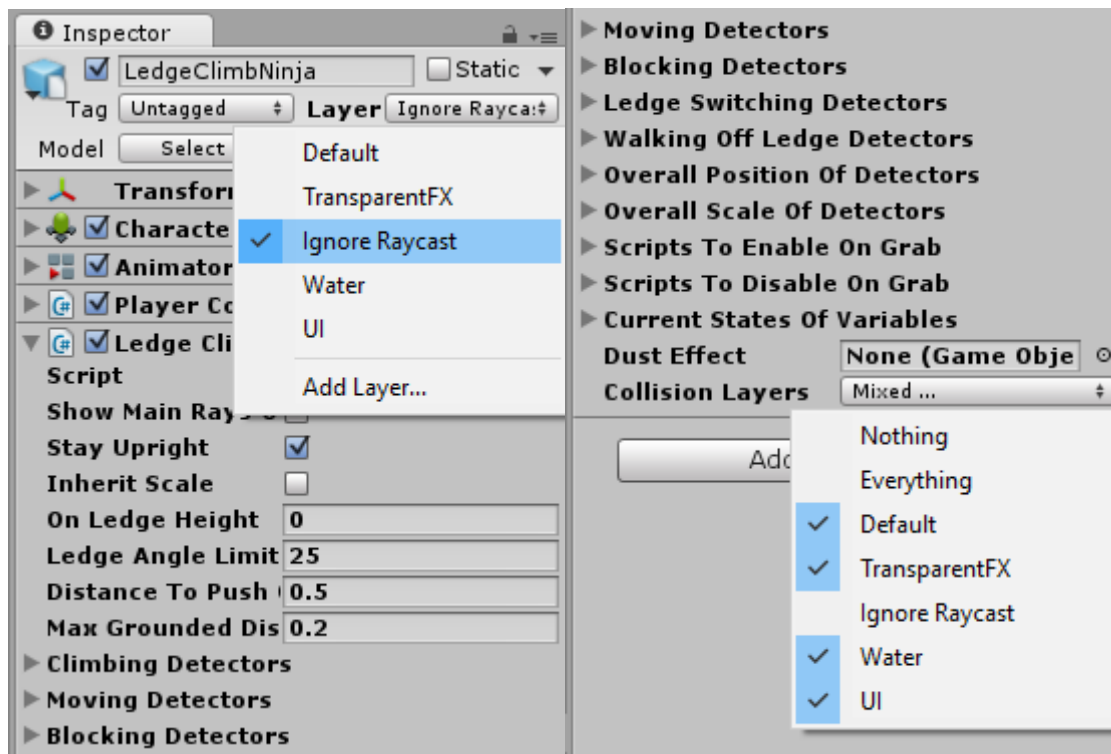 Inspector
LedgeClimbNinja
Static
Tag Untagged Layer Ignore Rayca
Model Select
Default
TransparentFX
Ignore Raycast
Water
UI
Add Layer...
Transfor
Characte
Animator
Player Co
Ledge Cli
Script
Show Main Rays
Stay Upright
Inherit Scale
On Ledge Height 0
Ledge Angle Limit 25
Distance To Push 0.5
Max Grounded Dis 0.2
Climbing Detectors
Moving Detectors
Blocking Detectors
Moving Detectors
Blocking Detectors
Ledge Switching Detectors
Walking Off Ledge Detectors
Overall Position Of Detectors
Overall Scale Of Detectors
Scripts To Enable On Grab
Scripts To Disable On Grab
Current States Of Variables
Dust Effect None (Game Obje
Collision Layers Mixed ...
Add
Nothing
Everything
Default
TransparentFX
Ignore Raycast
Water
UI